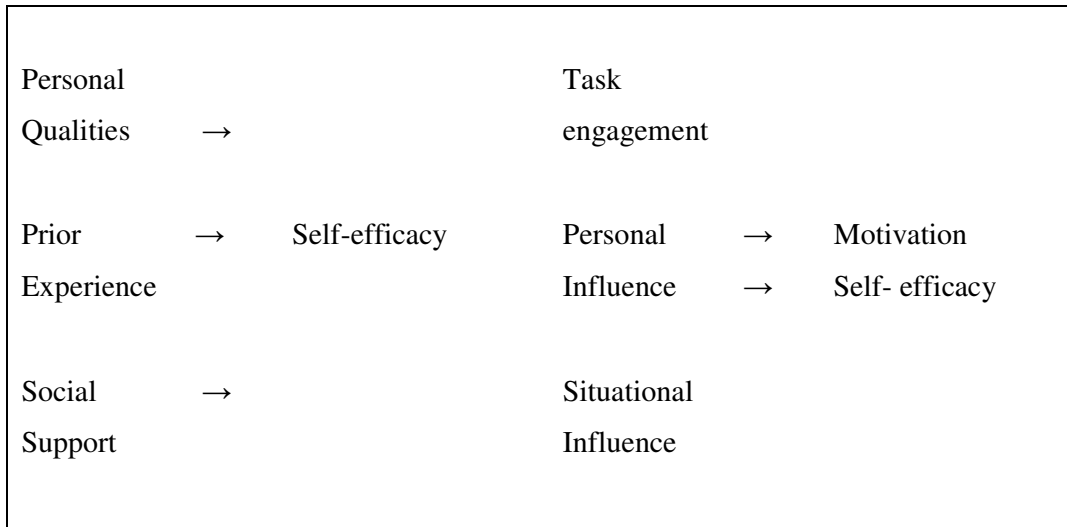 Personal Task
Qualities → engagement
Prior → Self-efficacy Personal → Motivation
Experience Influence → Self- efficacy
Social → Situational
Support Influence